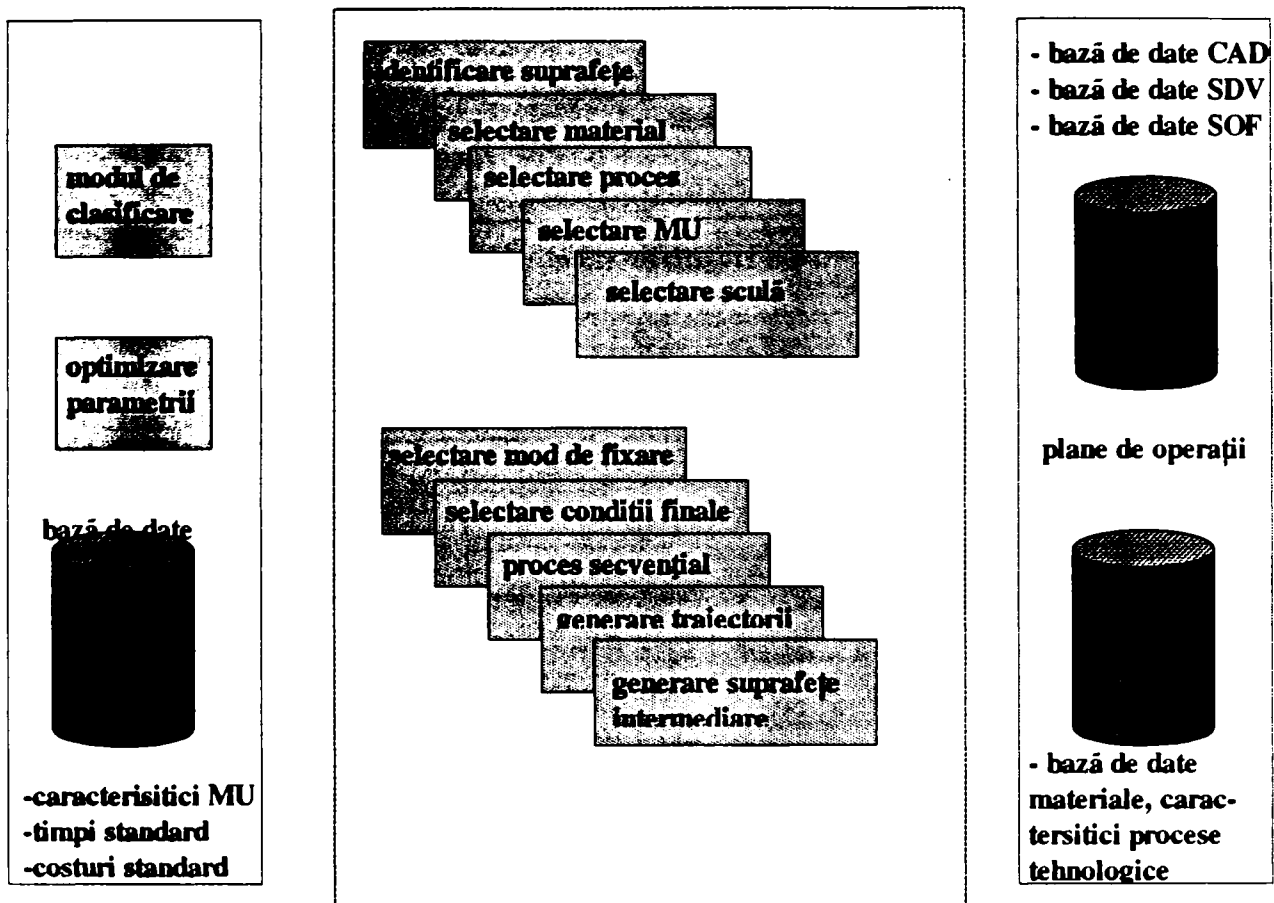 modul de
clasificare
optimizare
parametrii
bază de date
-caracterisitici MU
-timpi standard
-costuri standard
identificare suprafețe
selectare material
selectare proces
selectare MU
selectare sculă
selectare mod de fixare
selectare conditii finale
proces secvențial
generare traiectorii
generare suprafețe
intermediare
- bază de date CAD
- bază de date SDV
- bază de date SOF
plane de operații
- bază de date
materiale, carac-
tersitici procese
tehnologice